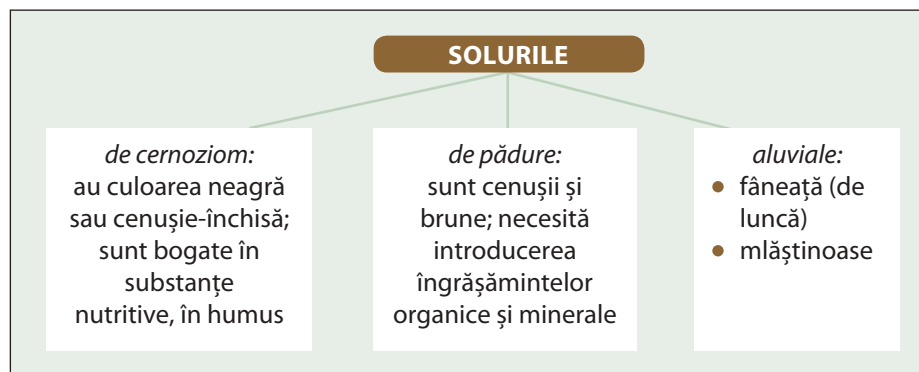 SOLURILE
de cernoziom:
au culoarea neagră
sau cenușie-închisă;
sunt bogate în
substanțe
nutritive, în humus
de pădure:
sunt cenușii și
brune; necesită
introducerea
îngrășămintelor
organice și minerale
aluviale:
• fâneață (de
luncă)
• mlăștinoase